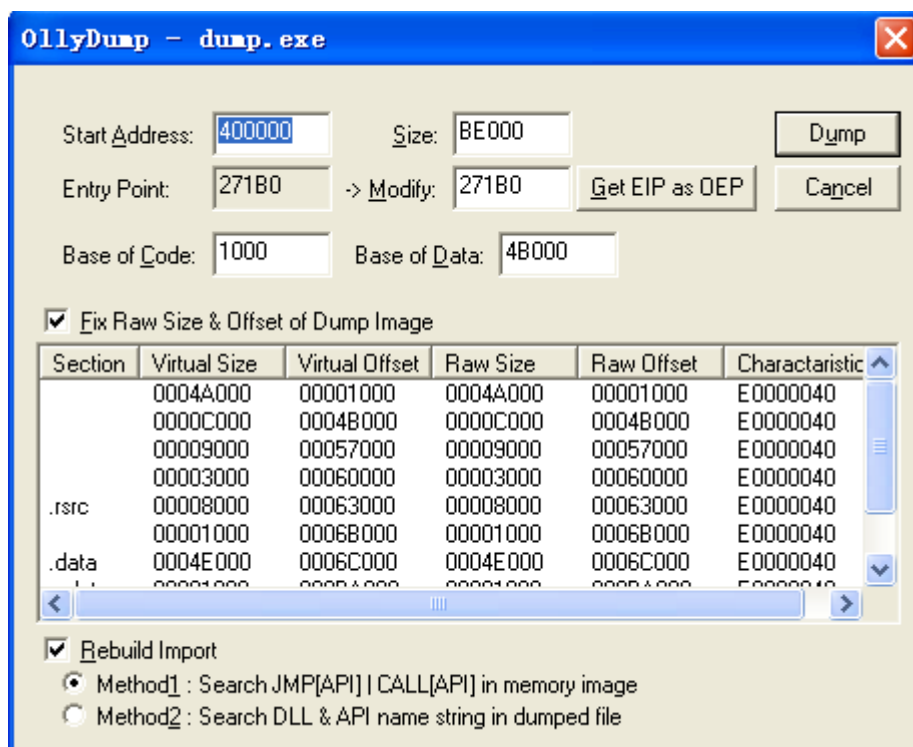 OllyDump - dump.exe
Start Address: 400000 Size: BE000 Dump
Entry Point: 271B0 -> Modify: 271B0 Get EIP as OEP Cancel
Base of Code: 1000 Base of Data: 4B000
Fix Raw Size & Offset of Dump Image
Section Virtual Size Virtual Offset Raw Size Raw Offset Charactaristic
0004A000 00001000 0004A000 00001000 E0000040
0000C000 0004B000 0000C000 0004B000 E0000040
00009000 00057000 00009000 00057000 E0000040
00003000 00060000 00003000 00060000 E0000040
.rsrc 00008000 00063000 00008000 00063000 E0000040
00001000 0006B000 00001000 0006B000 E0000040
.data 0004E000 0006C000 0004E000 0006C000 E0000040
Rebuild Import
Method1 : Search JMP[API] | CALL[API] in memory image
Method2 : Search DLL & API name string in dumped file